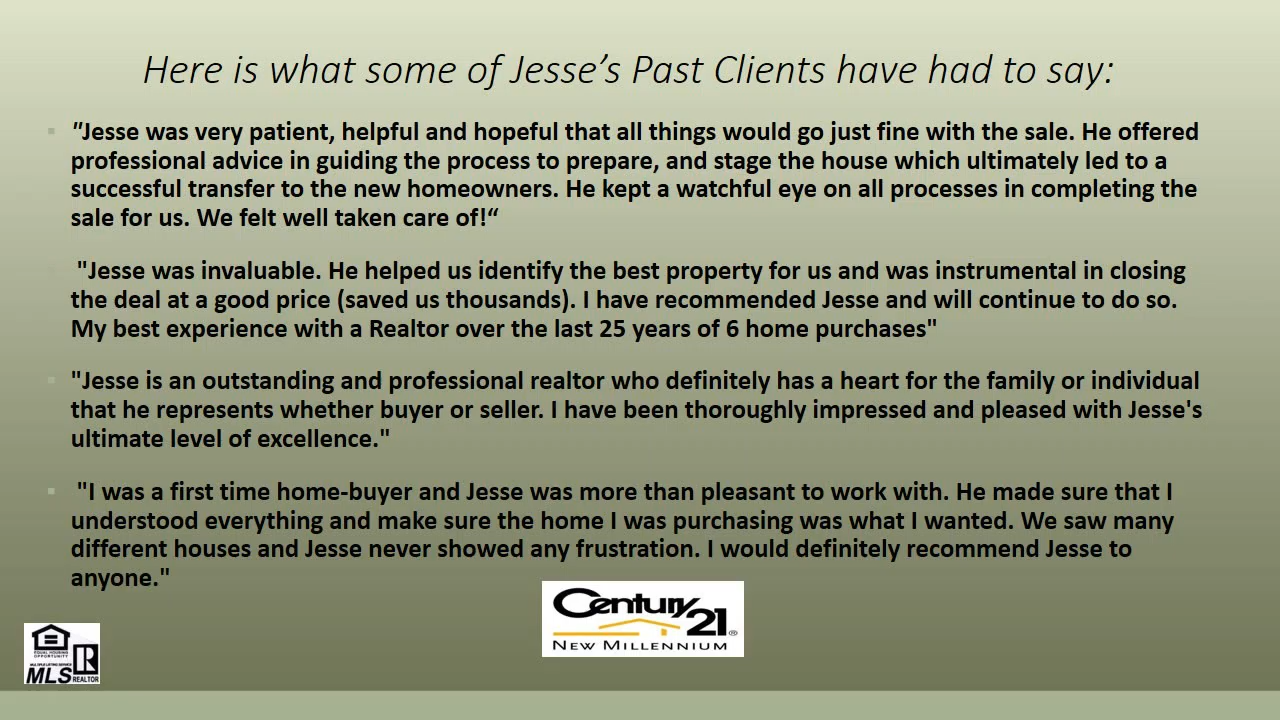 Here is what some of Jesse’s Past Clients have had to say:
"Jesse was very patient, helpful and hopeful that all things would go just fine with the sale. He offered
professional advice in guiding the process to prepare, and stage the house which ultimately led to a
successful transfer to the new homeowners. He kept a watchful eye on all processes in completing the
sale for us. We felt well taken care of!“
"Jesse was invaluable. He helped us identify the best property for us and was instrumental in closing
the deal at a good price (saved us thousands). I have recommended Jesse and will continue to do so.
My best experience with a Realtor over the last 25 years of 6 home purchases"
"Jesse is an outstanding and professional realtor who definitely has a heart for the family or individual
that he represents whether buyer or seller. I have been thoroughly impressed and pleased with Jesse's
ultimate level of excellence."
"I was a first time home-buyer and Jesse was more than pleasant to work with. He made sure that I
understood everything and make sure the home I was purchasing was what I wanted. We saw many
different houses and Jesse never showed any frustration. I would definitely recommend Jesse to
anyone."
Century 21®
NEW MILLENNIUM
EQUAL HOUSING
OPPORTUNITY
MULTIPLE LISTING SERVICE
MLS
R
REALTOR